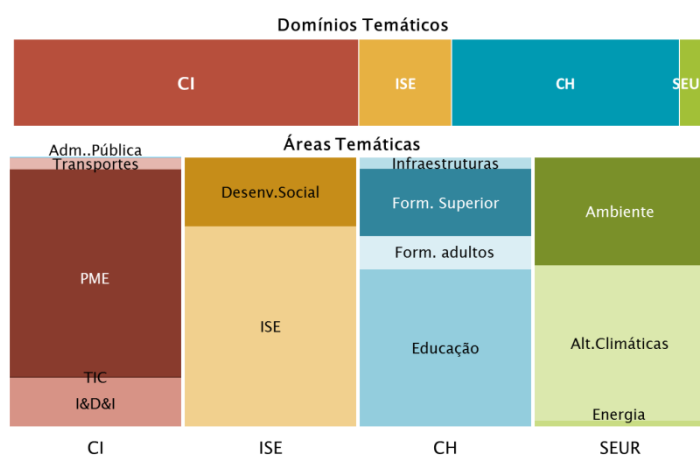 Domínios Temáticos
CI ISE CH SEU
Áreas Temáticas
Adm..Pública
Transportes
PME
TIC
I&D&I
Desenv.Social
ISE
Infraestruturas
Form. Superior
Form. adultos
Educação
Ambiente
Alt.Climáticas
Energia
CI ISE CH SEUR